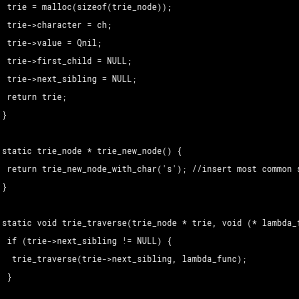 trie = malloc(sizeof(trie_node));
trie->character = ch;
trie->value = Qnil;
trie->first_child = NULL;
trie->next_sibling = NULL;
return trie;
}
static trie_node * trie_new_node() {
return trie_new_node_with_char('s'); //insert most common
}
static void trie_traverse(trie_node * trie, void (* lambda_
if (trie->next_sibling != NULL) {
trie_traverse(trie->next_sibling, lambda_func);
}